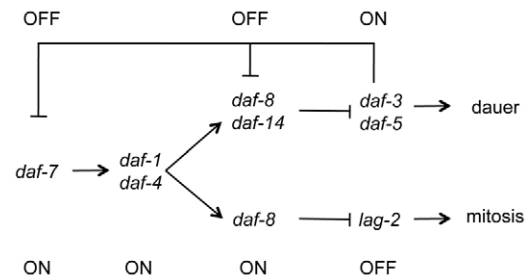 OFF OFF ON
daf-8 daf-3
daf-14 daf-5 dauer
daf-7 daf-1
daf-4
daf-8 lag-2 mitosis
ON ON ON OFF